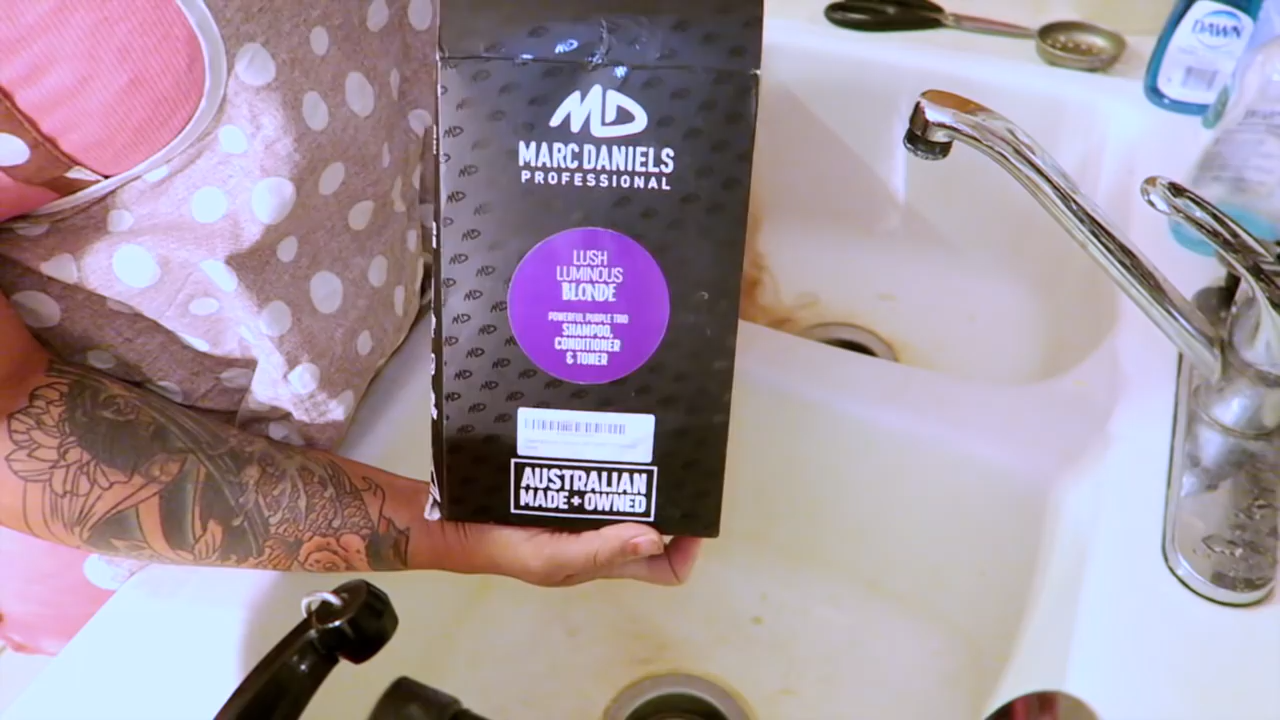 MD
MARC DANIELS
PROFESSIONAL
LUSH
LUMINOUS
BLONDE
POWERFUL PURPLE TRIO
SHAMPOO,
CONDITIONER
& TONER
AUSTRALIAN
MADE + OWNED
DAWN